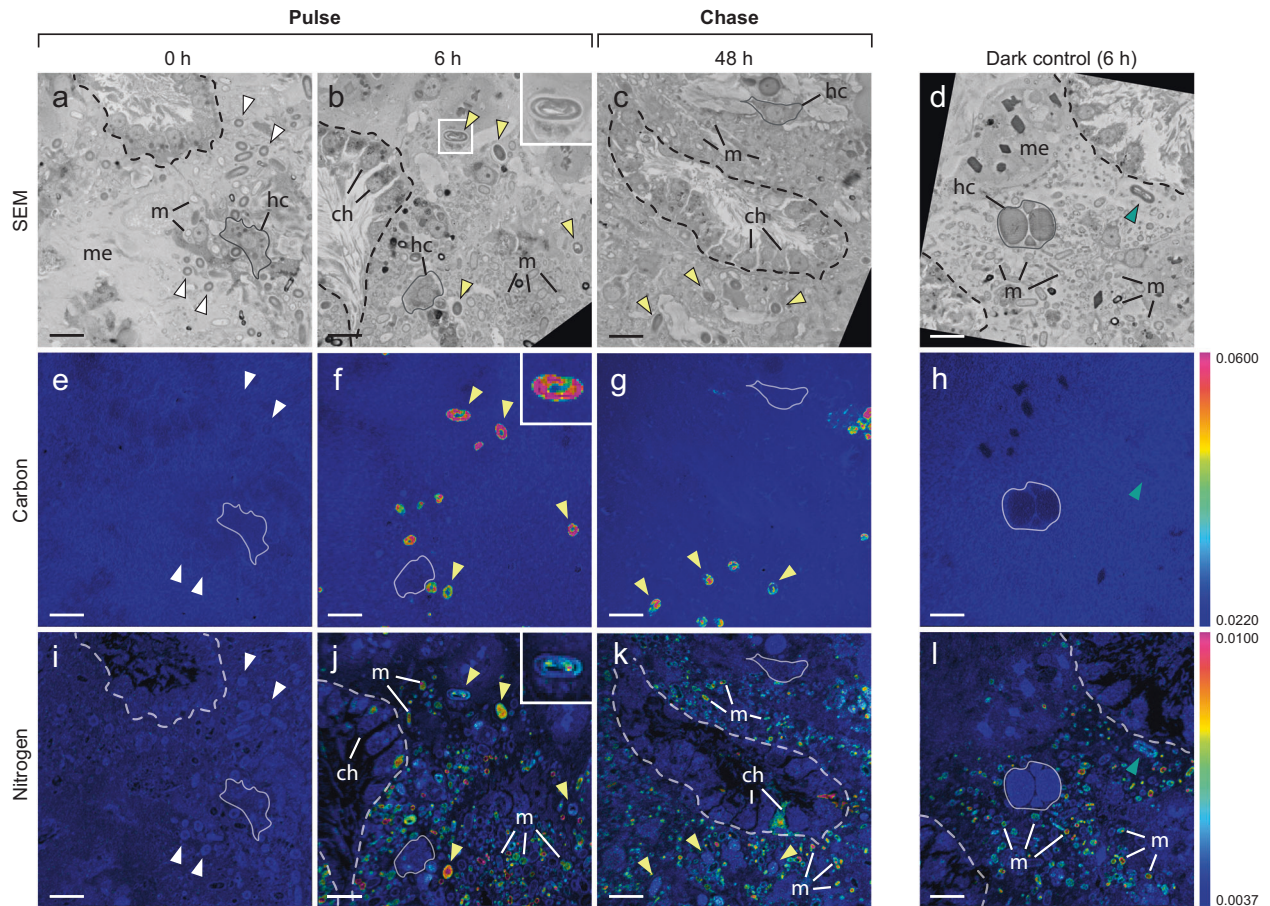 Pulse Chase
0 h 6 h 48 h Dark control (6 h)
SEM
a b c d
hc
m
me
hc
m
ch
hc
m
ch
me
hc
m
m
Carbon
e f g h
0.0600
0.0220
Nitrogen
i j k l
0.0100
m
ch
m
m
ch
m
m
m
0.0037